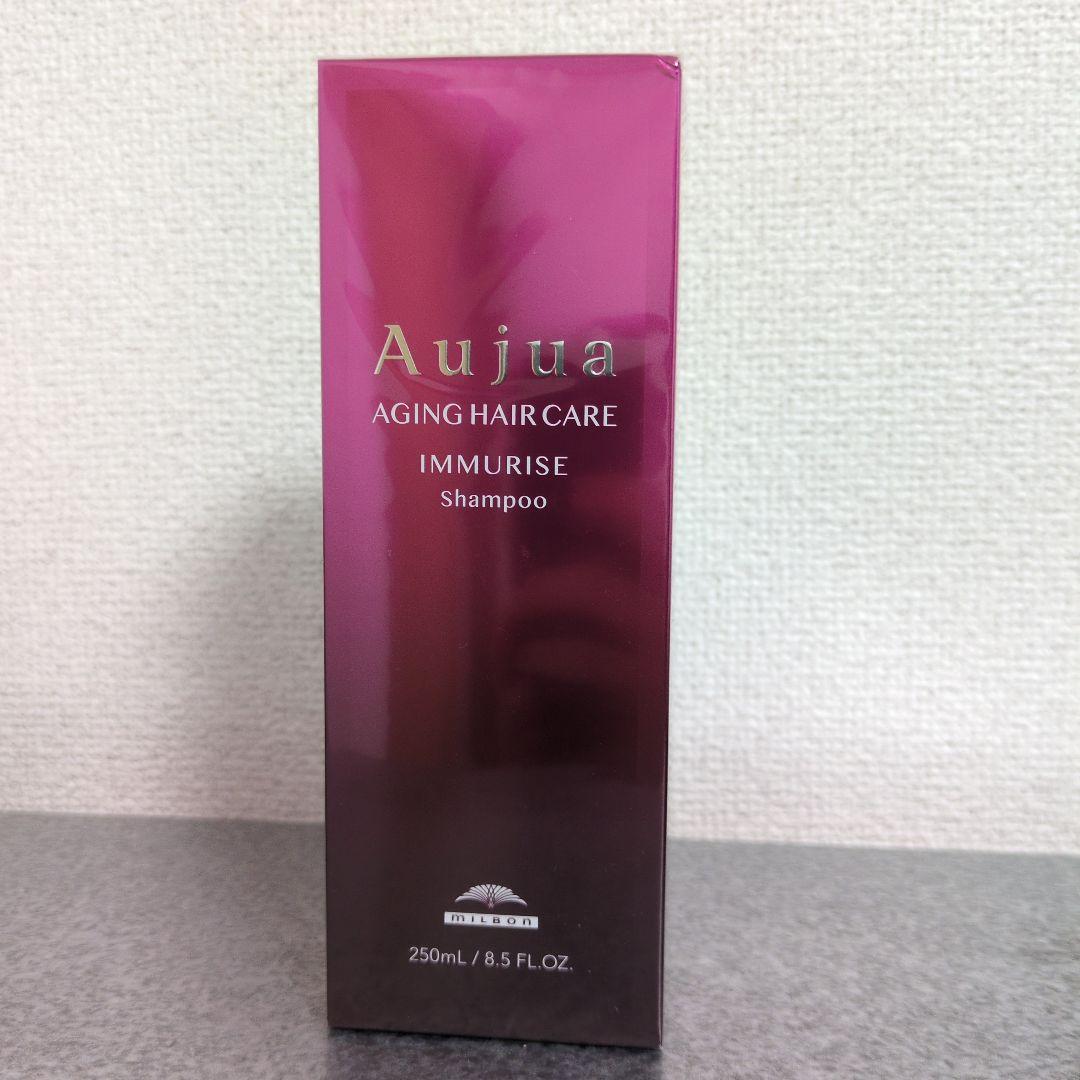 Aujua
AGING HAIR CARE
IMMURISE
Shampoo
MILBON
250mL / 8.5 FL.OZ.